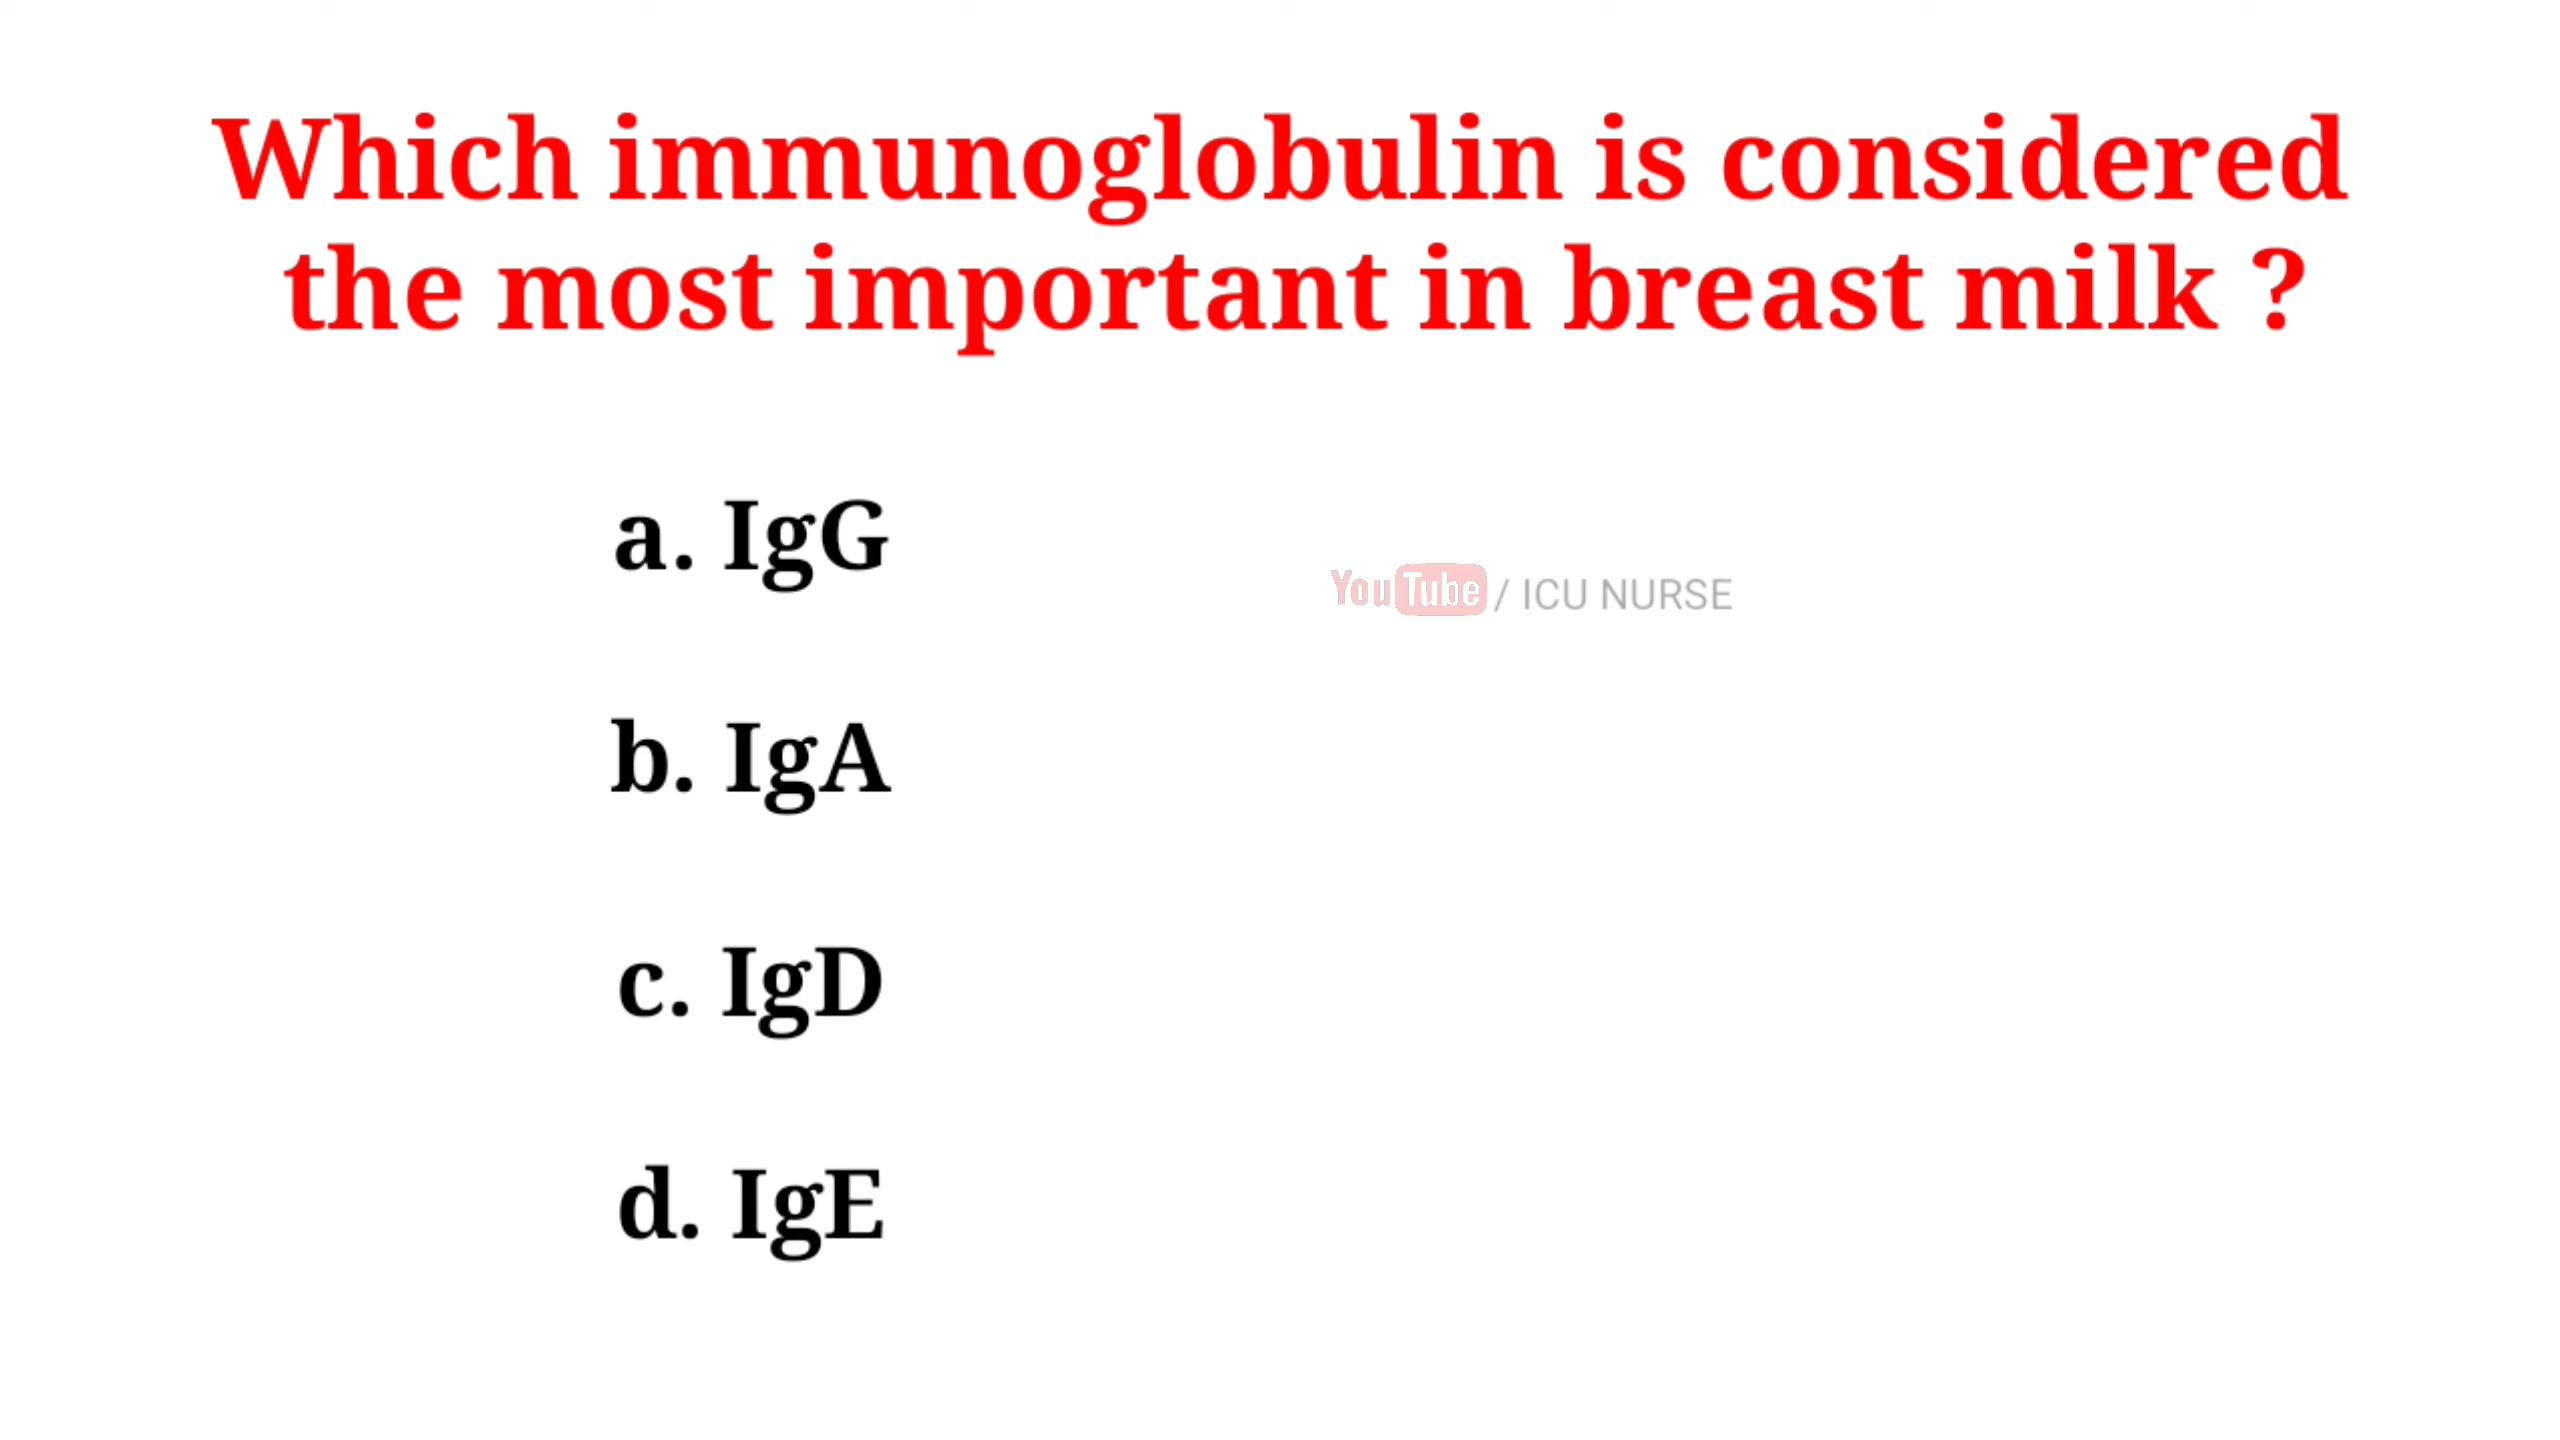 Which immunoglobulin is considered
the most important in breast milk ?
a. IgG
YouTube / ICU NURSE
b. IgA
c. IgD
d. IgE